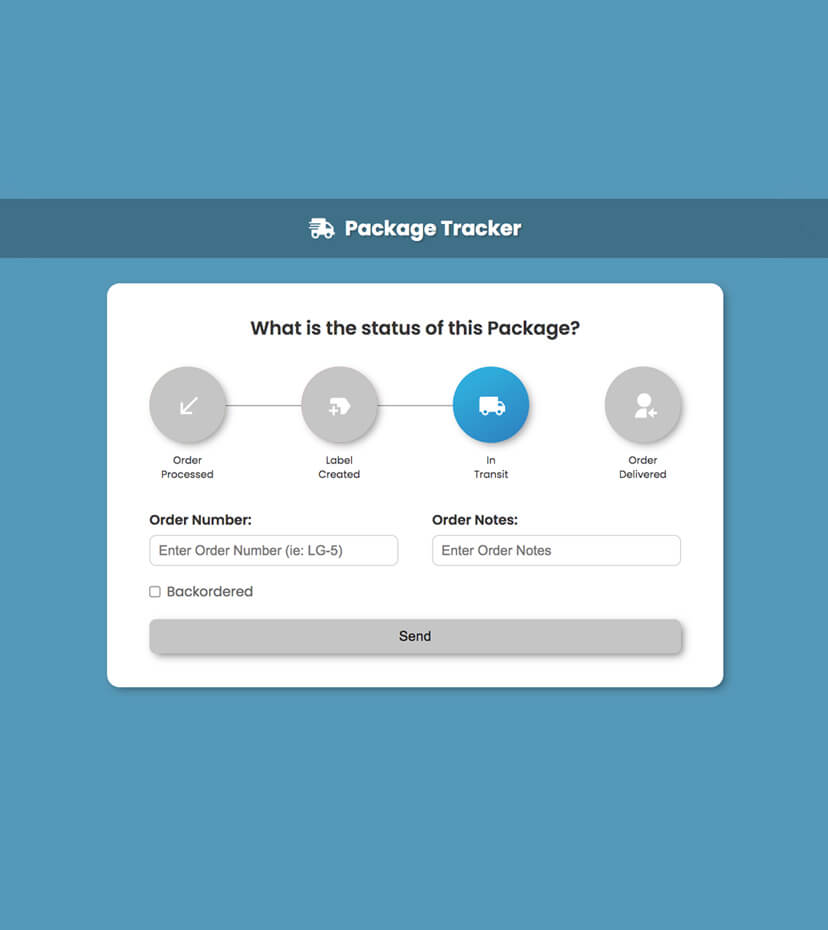 Package Tracker
What is the status of this Package?
Order
Processed
Label
Created
In
Transit
Order
Delivered
Order Number:
Order Notes:
Enter Order Number (ie: LG-5)
Enter Order Notes
Backordered
Send